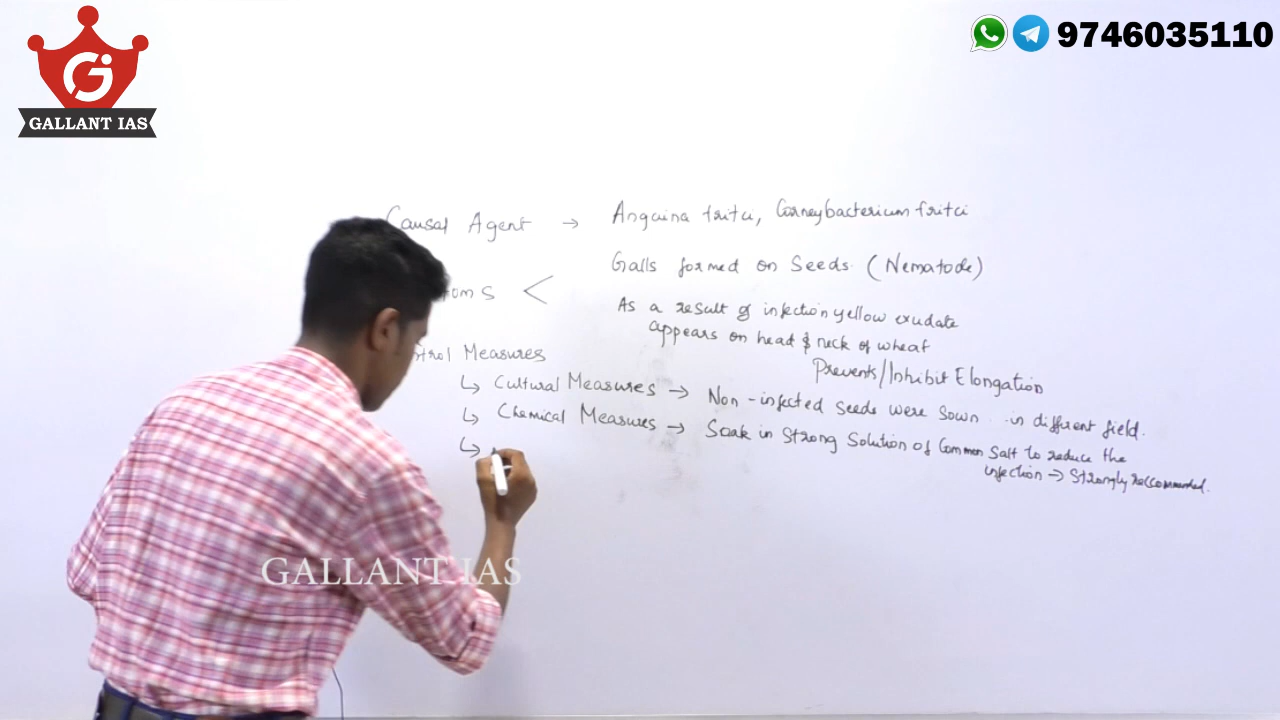 GALLANT IAS
9746035110
Causal Agent → Anguina tritci, Corneybacterium tritci
Galls formed on Seeds. (Nematode)
oms <
As a result of infection yellow exudate
appears on head & neck of wheat
Prevents/Inhibit Elongation
trol Measures
↳ Cultural Measures → Non-infected seeds were sown in different field.
↳ Chemical Measures → Soak in Strong Solution of Common Salt to reduce the
infection → Strongly reccommended.
↳
GALLANT IAS